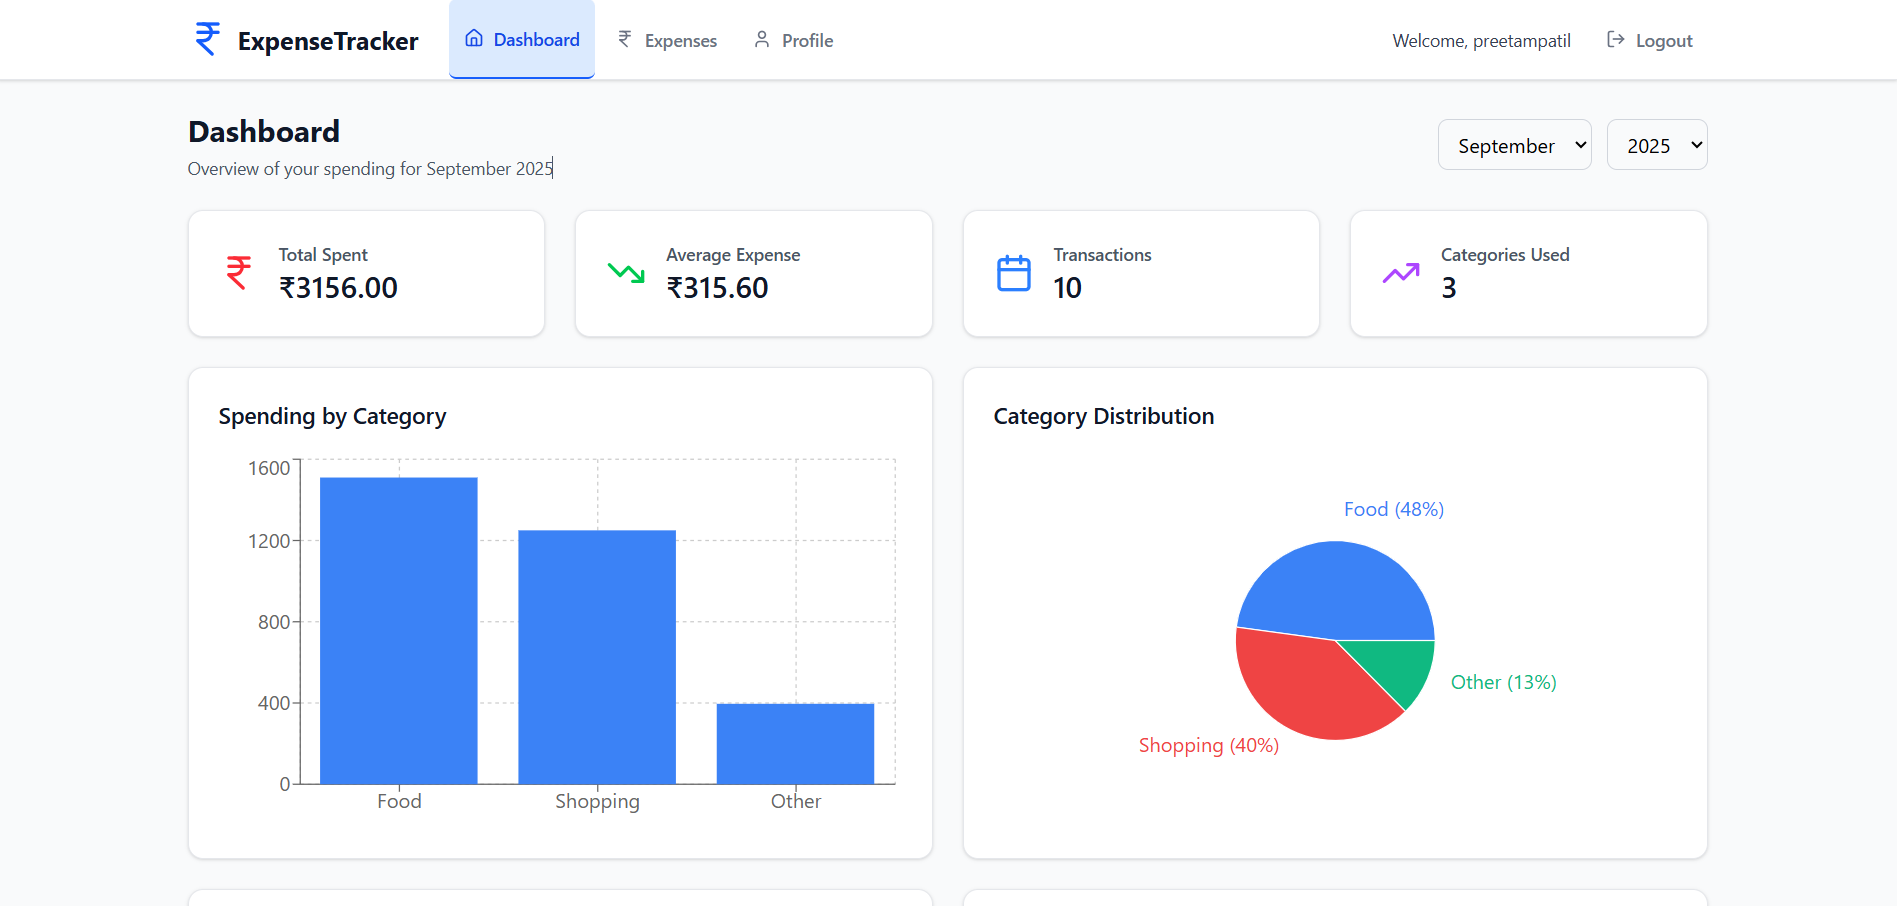 ExpenseTracker
Dashboard
Expenses
Profile
Welcome, preetampatil
Logout
Dashboard
Overview of your spending for September 2025
September
2025
Total Spent
₹3156.00
Average Expense
₹315.60
Transactions
10
Categories Used
3
Spending by Category
1600
1200
800
400
0
Food
Shopping
Other
Category Distribution
Food (48%)
Other (13%)
Shopping (40%)